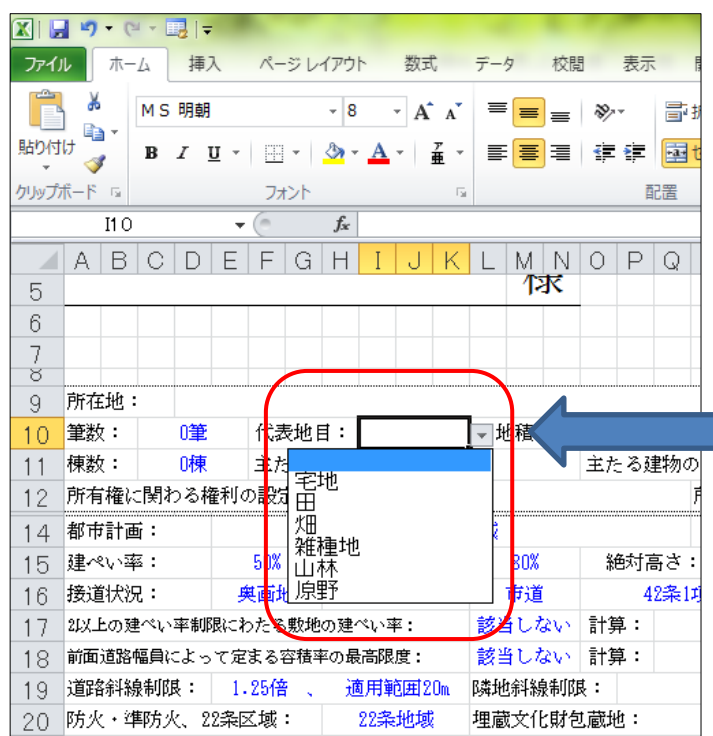 ファイル ホーム 挿入 ページ レイアウト 数式 データ 校閲 表示
貼り付け
ＭＳ 明朝 8 A A
B I U A
クリップボード フォント 配置
I10 fx
A B C D E F G H I J K L M N O P Q
5 様
6
7
8
9 所在地：
10 筆数： 0筆 代表地目： 地積
11 棟数： 0棟 主た 主たる建物の
宅地
12 所有権に関わる権利の設定
田
畑
14 都市計画：
雑種地
15 建ぺい率： 50% 80% 絶対高さ：
山林
16 接道状況： 奥画地 市道 42条1項
原野
17 2以上の建ぺい率制限にわたる敷地の建ぺい率： 該当しない 計算：
18 前面道路幅員によって定まる容積率の最高限度： 該当しない 計算：
19 道路斜線制限： 1.25倍 、 適用範囲20m 隣地斜線制限：
20 防火・準防火、22条区域： 22条地域 埋蔵文化財包蔵地：